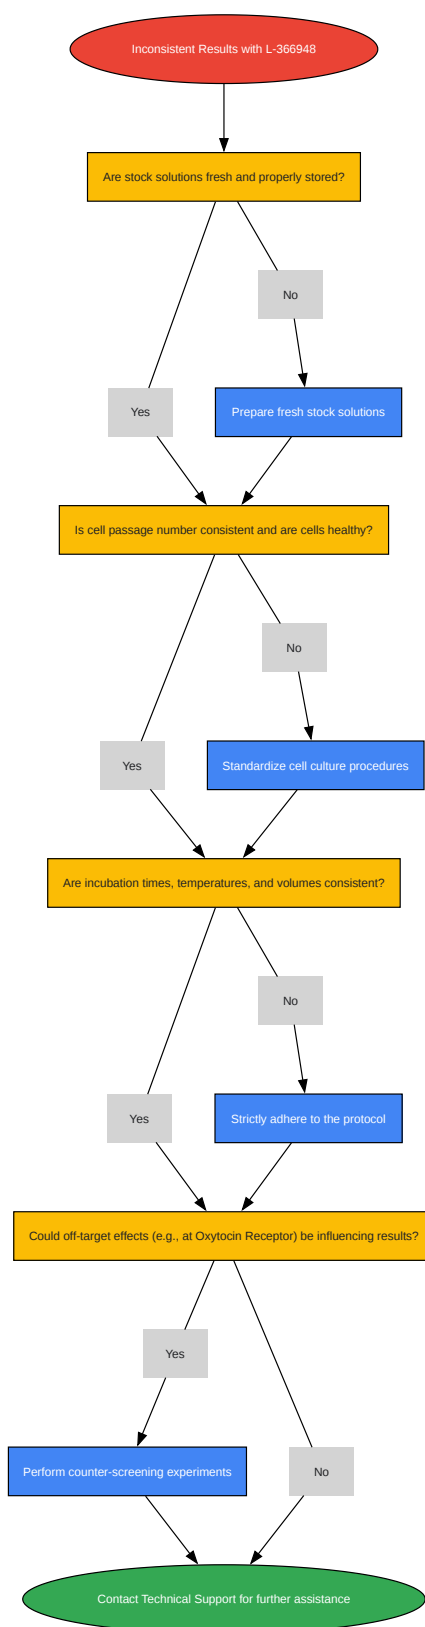 Inconsistent Results with L-366948
Are stock solutions fresh and properly stored?
No
Yes
Prepare fresh stock solutions
Is cell passage number consistent and are cells healthy?
No
Yes
Standardize cell culture procedures
Are incubation times, temperatures, and volumes consistent?
No
Yes
Strictly adhere to the protocol
Could off-target effects (e.g., at Oxytocin Receptor) be influencing results?
Yes
Perform counter-screening experiments
No
Contact Technical Support for further assistance